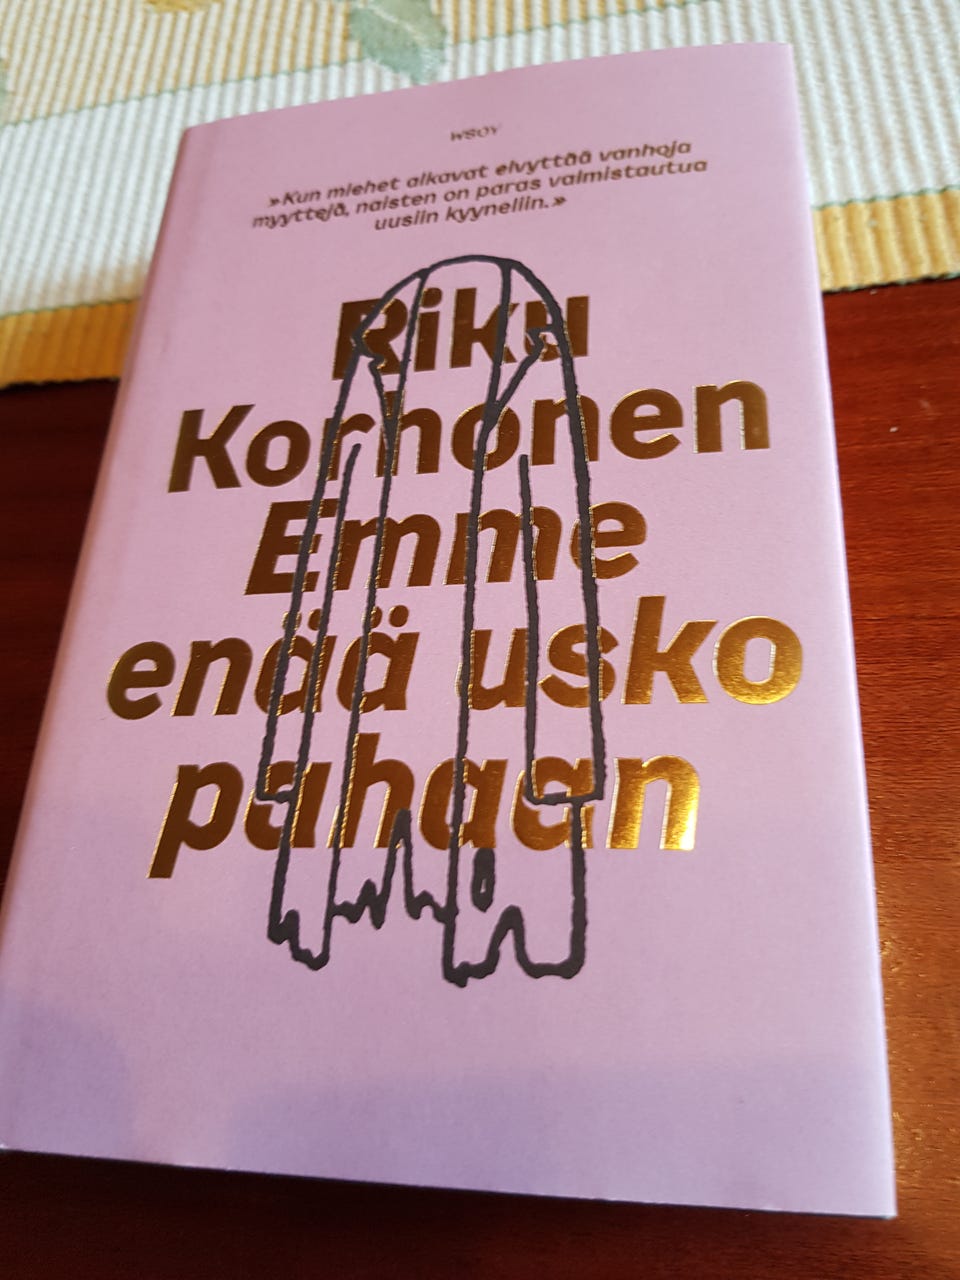 WSOY
»Kun miehet alkavat elvyttää vanhoja
myyttejä, naisten on paras valmistautua
uusiin kyyneliin.»
Riku
Korhonen
Emme
enää usko
pahaan